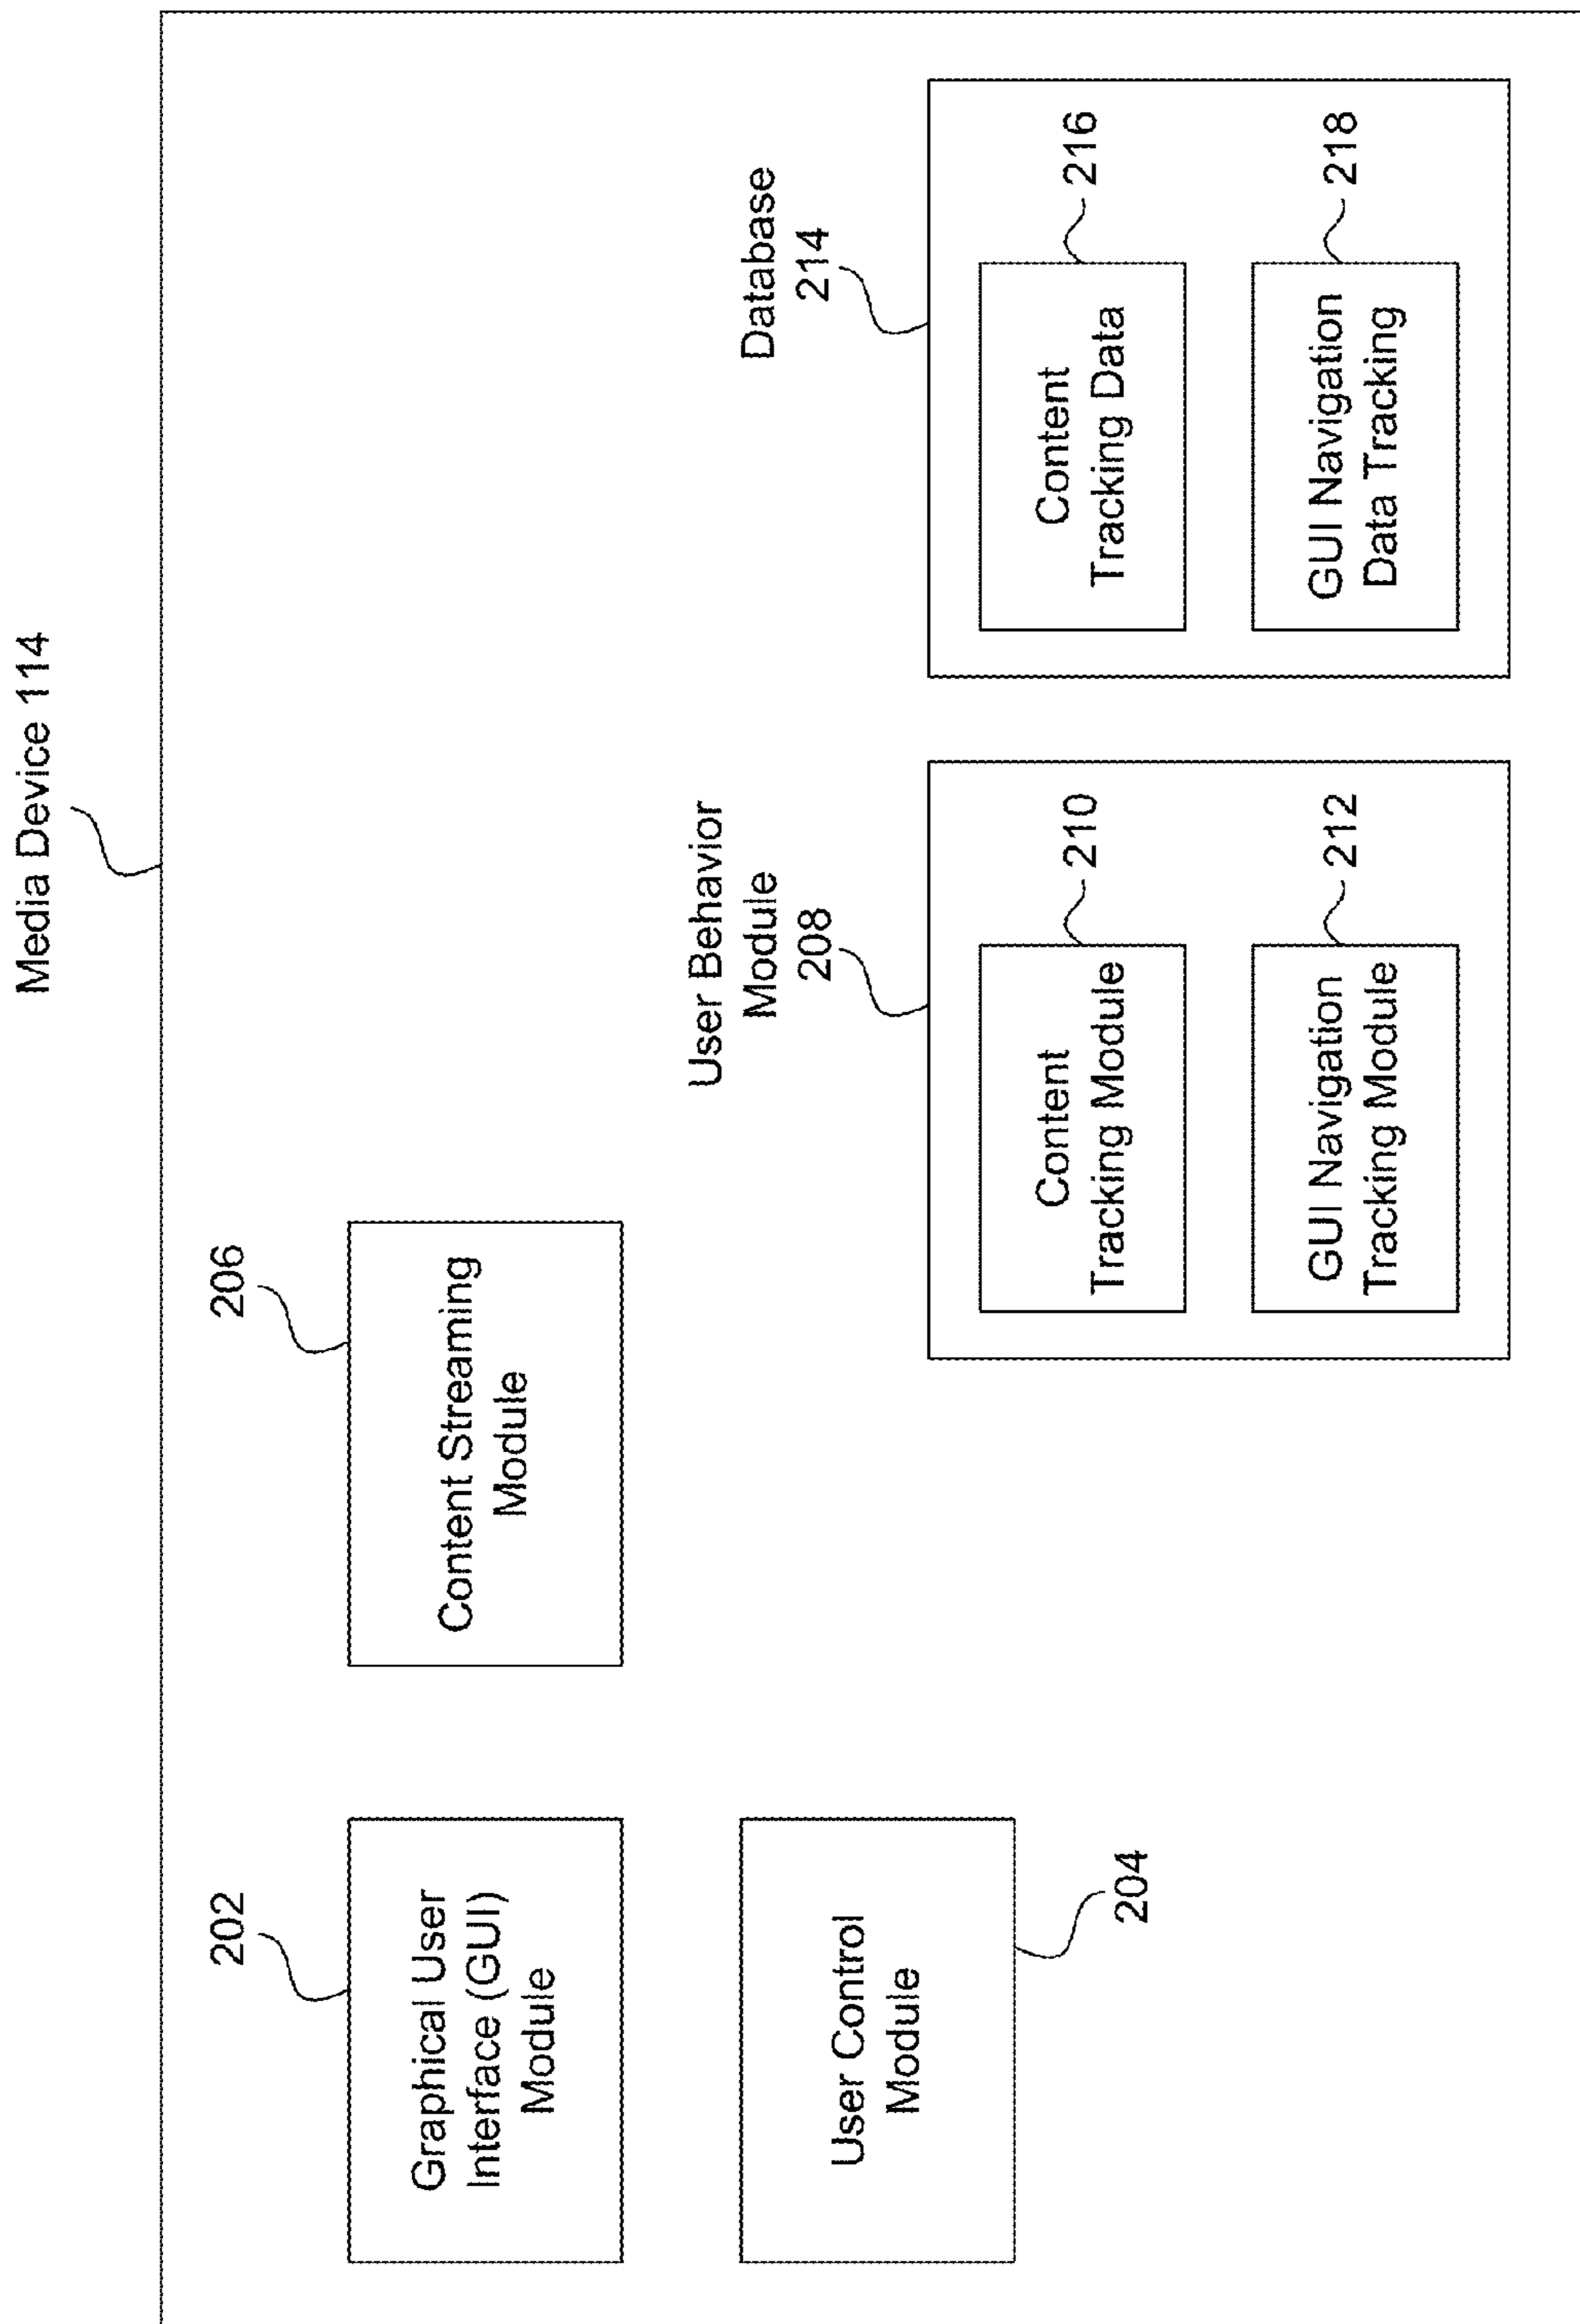 Media Device 114
202
Graphical User
Interface (GUI)
Module
206
Content Streaming
Module
User Control
Module
204
User Behavior
Module
208
Content
Tracking Module
210
GUI Navigation
Tracking Module
212
Database
214
Content
Tracking Data
216
GUI Navigation
Data Tracking
218